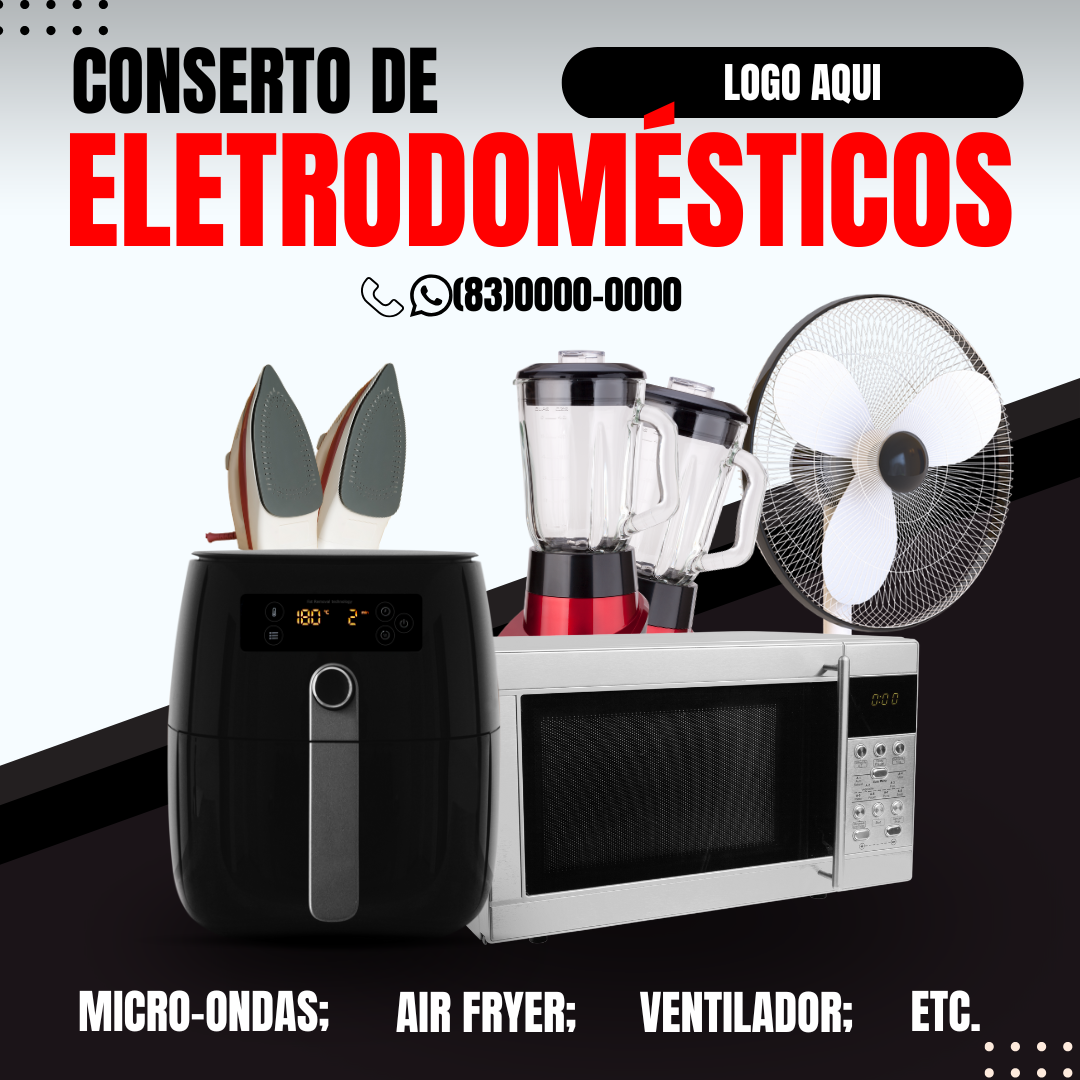 CONSERTO DE
LOGO AQUI
ELETRODOMÉSTICOS
(83)0000-0000
180°C 2
0:00
MICRO-ONDAS; AIR FRYER; VENTILADOR; ETC.